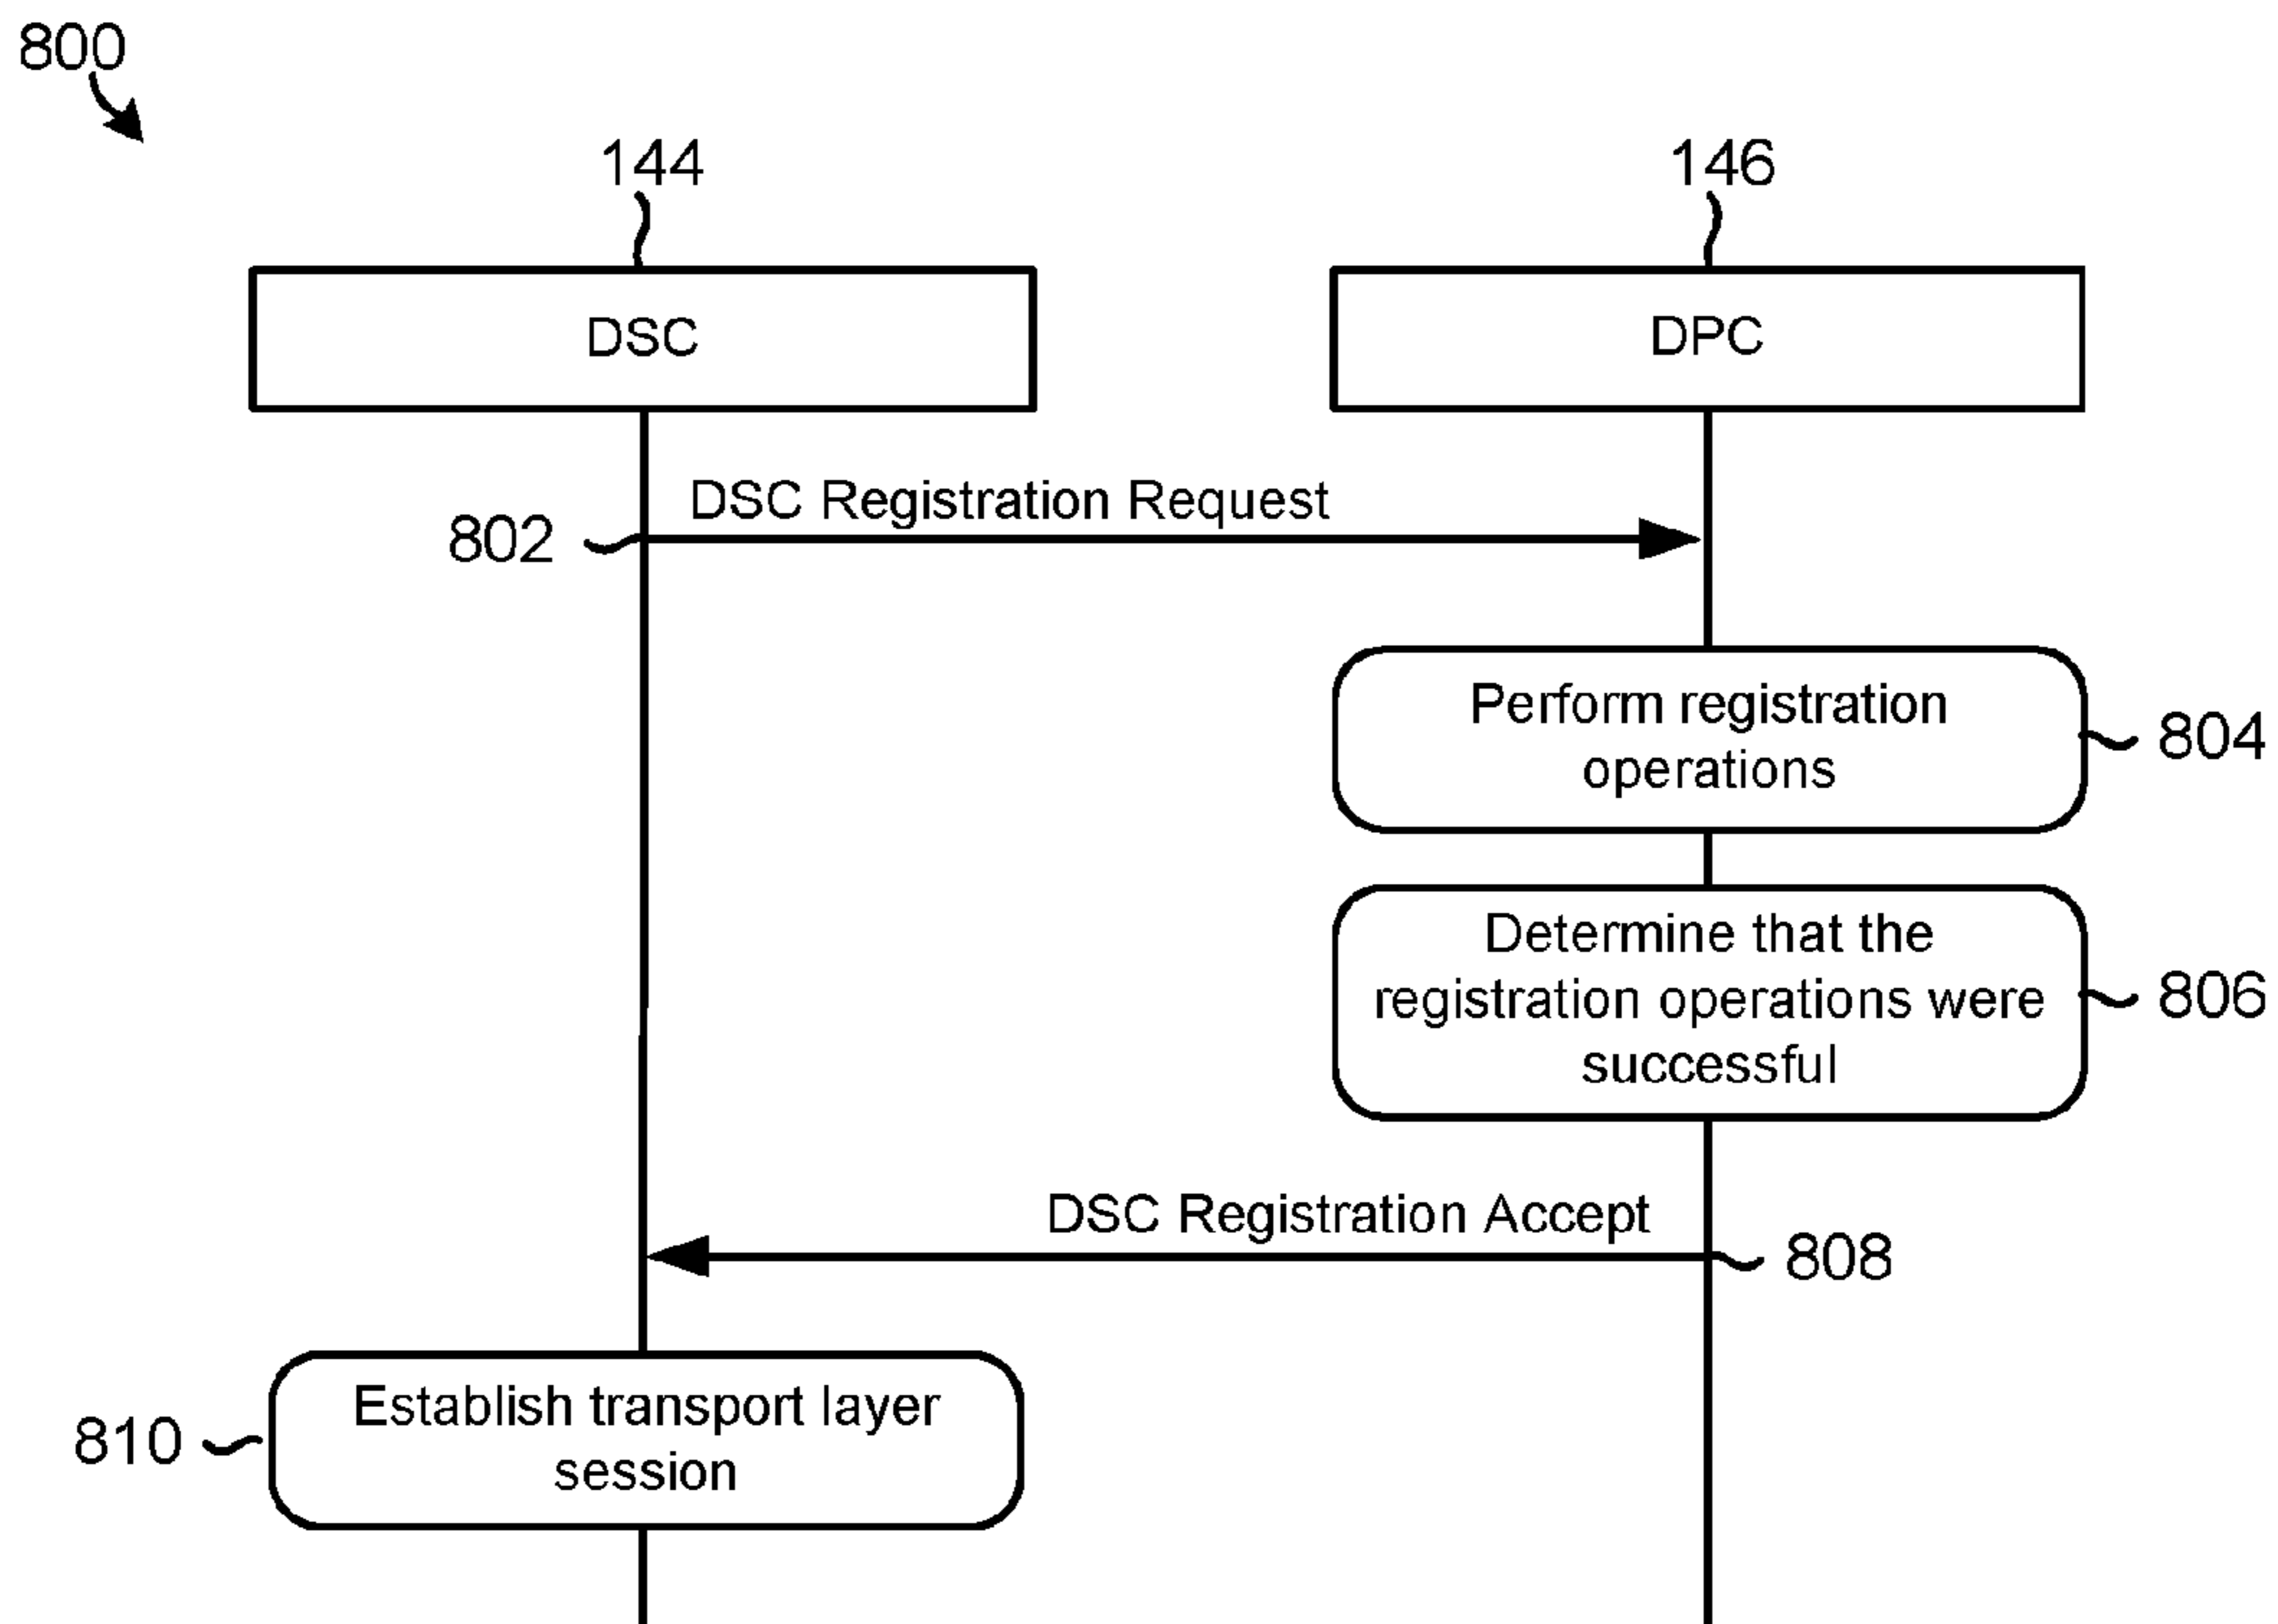 800
144
146
DSC
DPC
DSC Registration Request
802
Perform registration
operations
804
Determine that the
registration operations were
successful
806
DSC Registration Accept
808
Establish transport layer
session
810